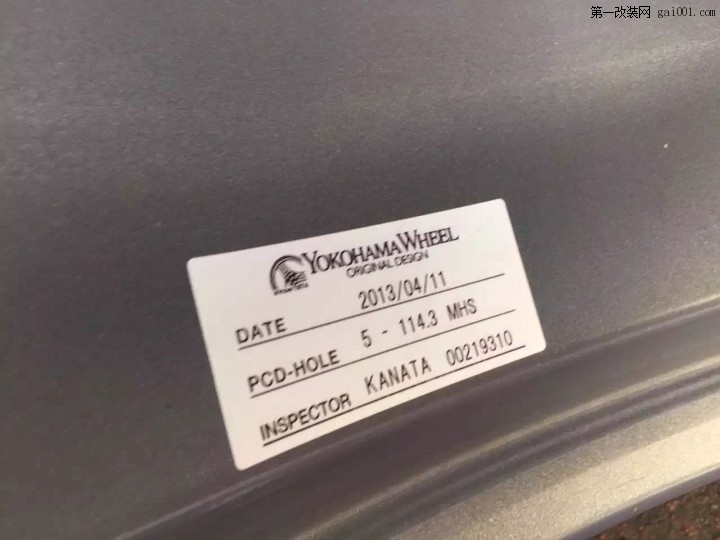 第一改装网 gai001.com
YOKOHAMA WHEEL
ORIGINAL DESIGN
DATE 2013/04/11
PCD-HOLE 5 - 114.3 MHS
INSPECTOR KANATA 00219310